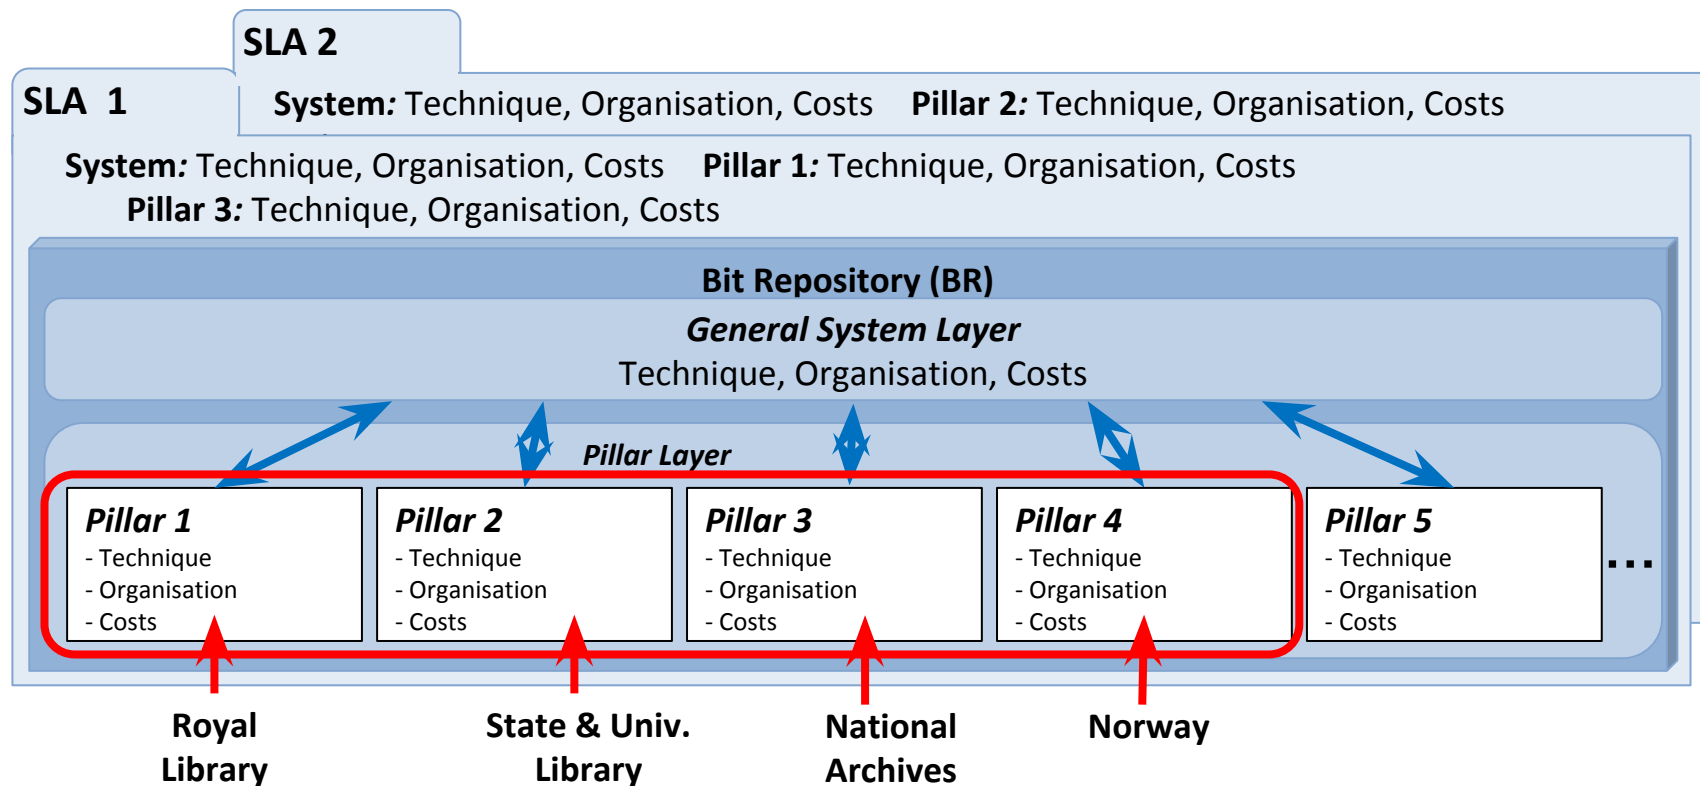 SLA 2
SLA 1
System: Technique, Organisation, Costs Pillar 2: Technique, Organisation, Costs
System: Technique, Organisation, Costs Pillar 1: Technique, Organisation, Costs
Pillar 3: Technique, Organisation, Costs
Bit Repository (BR)
General System Layer
Technique, Organisation, Costs
Pillar Layer
Pillar 1
- Technique
- Organisation
- Costs
Pillar 2
- Technique
- Organisation
- Costs
Pillar 3
- Technique
- Organisation
- Costs
Pillar 4
- Technique
- Organisation
- Costs
Pillar 5
- Technique
- Organisation
- Costs
...
Royal
Library
State & Univ.
Library
National
Archives
Norway